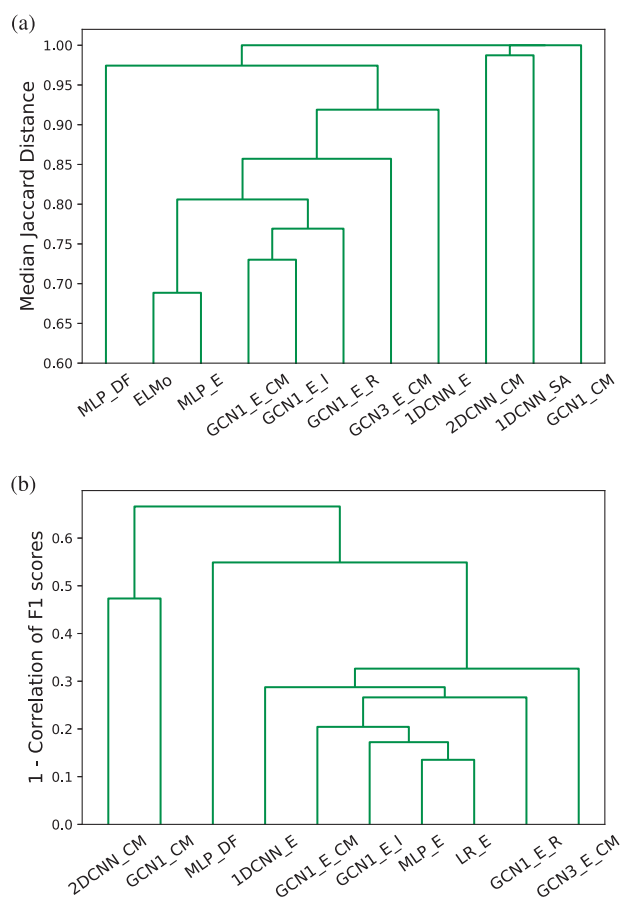 (a)
Median Jaccard Distance
1.00
0.95
0.90
0.85
0.80
0.75
0.70
0.65
0.60
MLP_DF
ELMo
MLP_E
GCN1_E_CM
GCN1_E_I
GCN1_E_R
GCN3_E_CM
1DCNN_E
2DCNN_CM
1DCNN_SA
GCN1_CM
(b)
1 - Correlation of F1 scores
0.6
0.5
0.4
0.3
0.2
0.1
0.0
2DCNN_CM
GCN1_CM
MLP_DF
1DCNN_E
GCN1_E_CM
GCN1_E_I
MLP_E
LR_E
GCN1_E_R
GCN3_E_CM